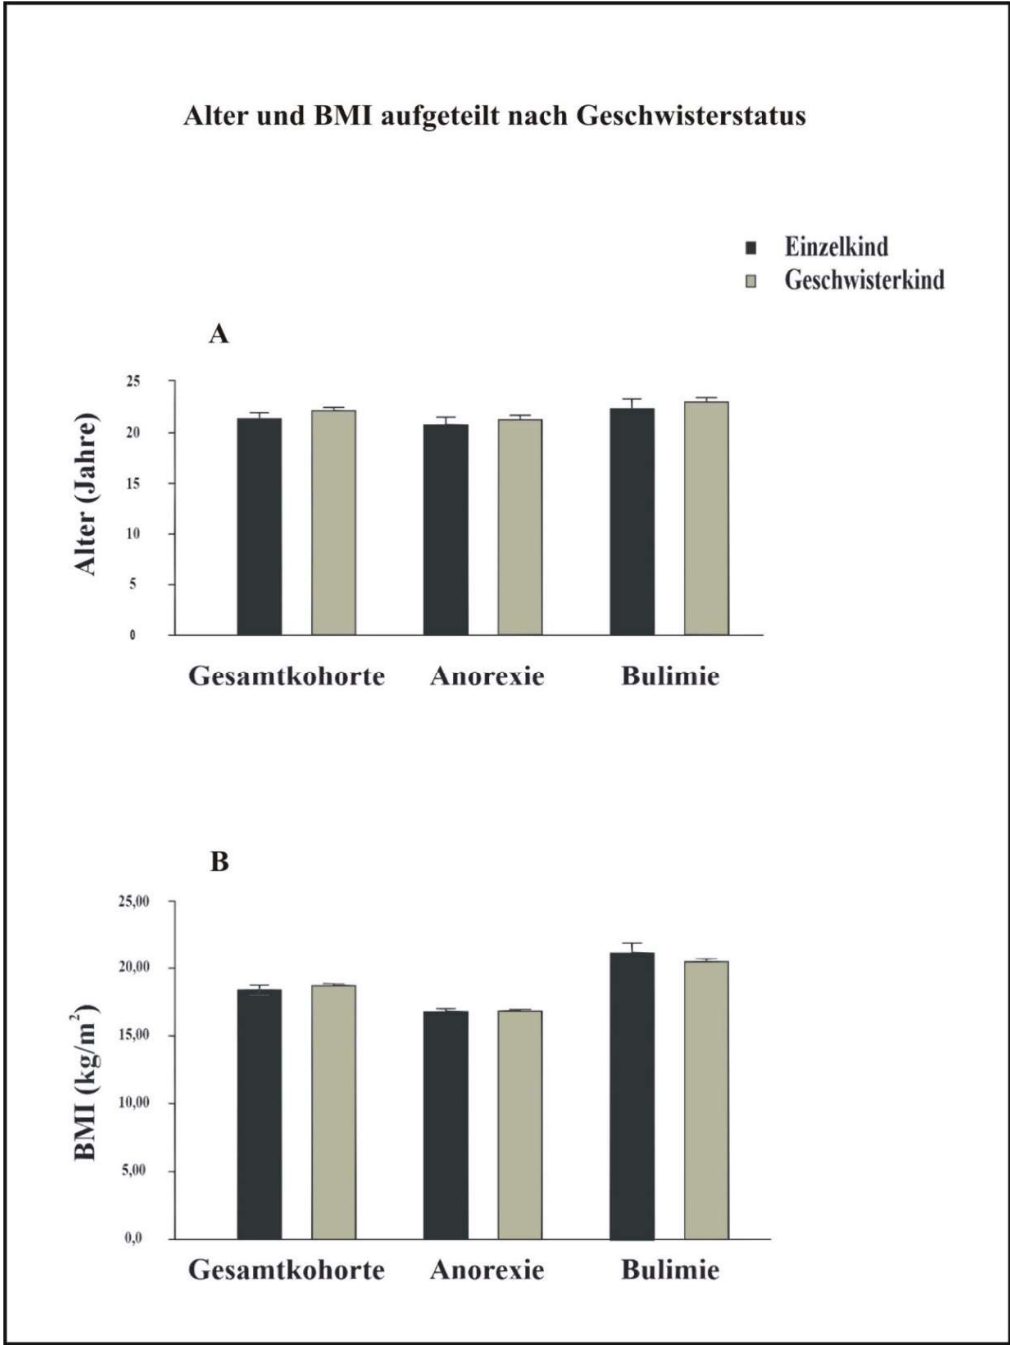 Alter und BMI aufgeteilt nach Geschwisterstatus
Einzelkind
Geschwisterkind
A
Alter (Jahre)
25
20
15
10
5
0
Gesamtkohorte Anorexie Bulimie
B
BMI (kg/m²)
25,00
20,00
15,00
10,00
5,00
0,0
Gesamtkohorte Anorexie Bulimie